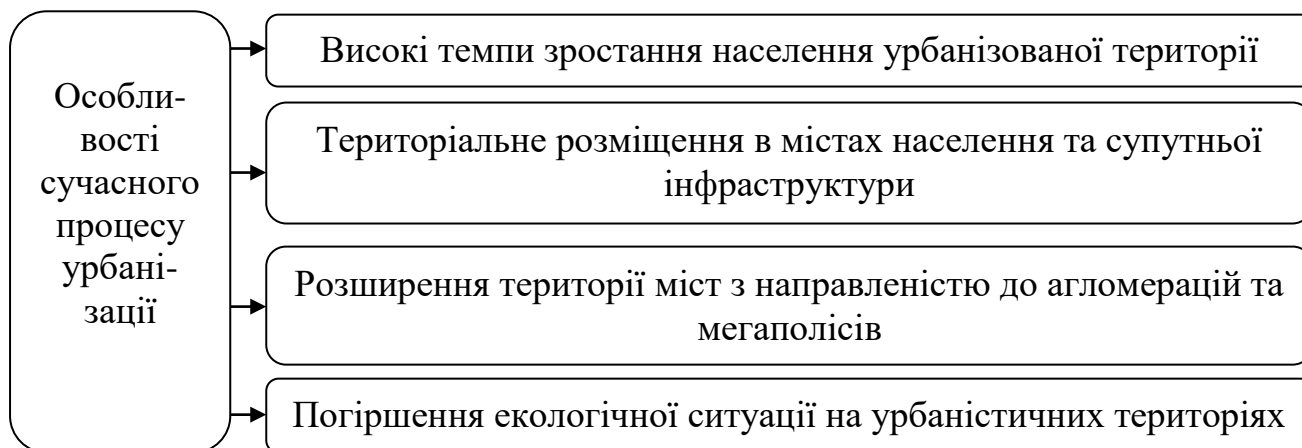 Особли-
вості
сучасного
процесу
урбані-
зації
Високі темпи зростання населення урбанізованої території
Територіальне розміщення в містах населення та супутньої
інфраструктури
Розширення території міст з направленістю до агломерацій та
мегаполісів
Погіршення екологічної ситуації на урбаністичних територіях